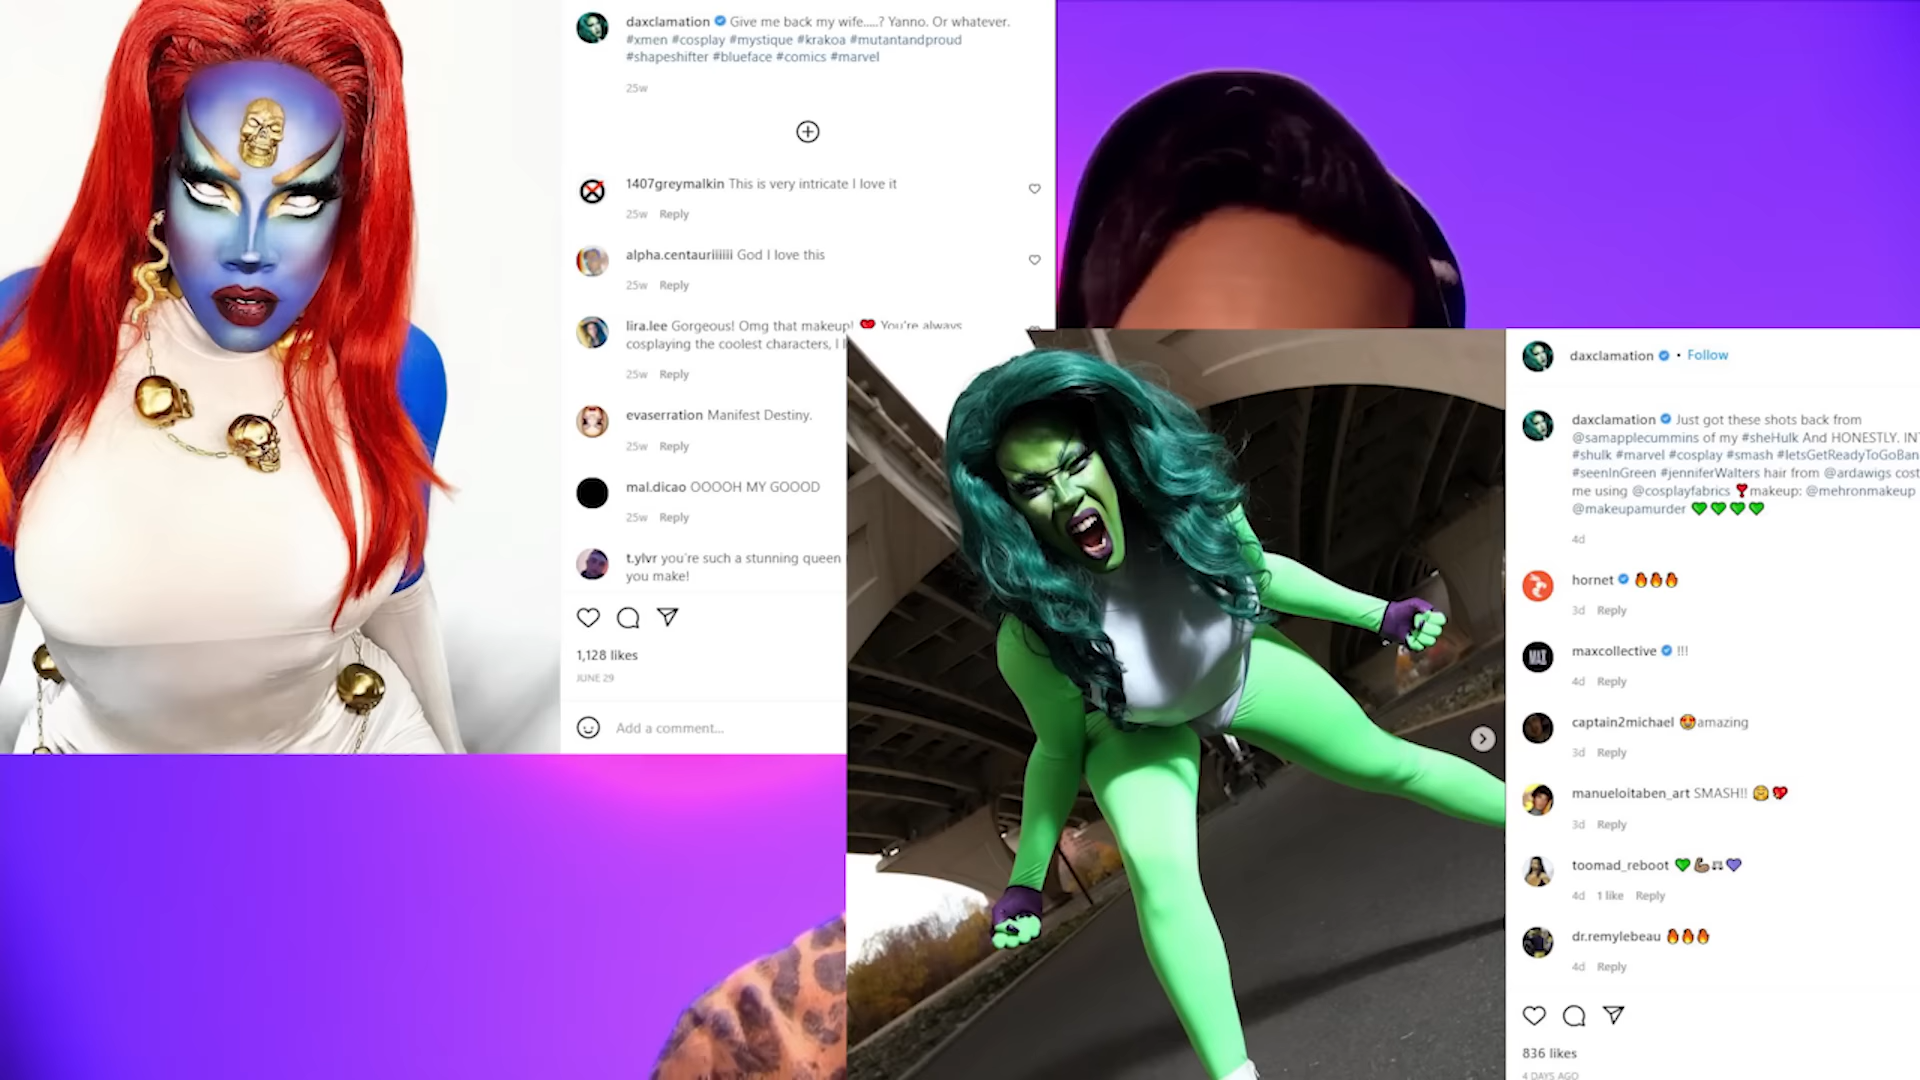 daxclamation Give me back my wife.....? Yanno. Or whatever.
#xmen #cosplay #mystique #krakoa #mutantandproud
#shapeshifter #blueface #comics #marvel
25w
1407greymalkin This is very intricate I love it
25w Reply
alpha.centauriiiiiii God I love this
25w Reply
lira.lee Gorgeous! Omg that makeup! ❤️ You're always
cosplaying the coolest characters, I l
25w Reply
evaserration Manifest Destiny.
25w Reply
mal.dicao OOOOH MY GOOOD
25w Reply
t.ylvr you're such a stunning queen
you make!
1,128 likes
JUNE 29
Add a comment...
daxclamation • Follow
daxclamation Just got these shots back from
@samapplecummins of my #sheHulk And HONESTLY. IN
#shulk #marvel #cosplay #smash #letsGetReadyToGoBan
#seenInGreen #jenniferWalters hair from @ardawigs cost
me using @cosplayfabrics ❣️makeup: @mehronmakeup
@makeupamurder 💚💚💚💚
4d
hornet 🔥🔥🔥
3d Reply
MAX
maxcollective !!!
4d Reply
captain2michael 😍amazing
3d Reply
manueloitaben_art SMASH!! 🤗💖
3d Reply
toomad_reboot 💚💪🏽⚖💜
4d 1 like Reply
dr.remylebeau 🔥🔥🔥
4d Reply
836 likes
4 DAYS AGO